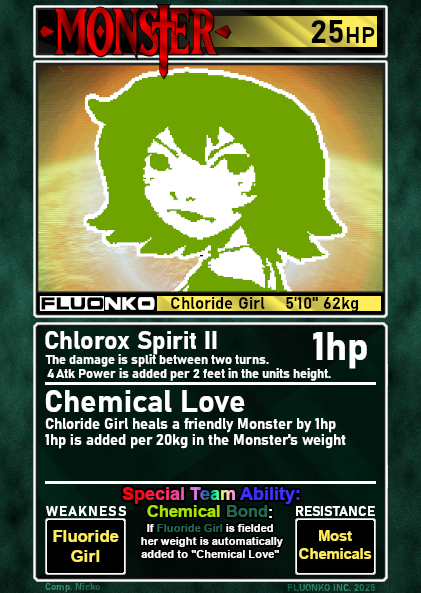 MONSTER
25HP
FLUONKO Chloride Girl 5'10" 62kg
Chlorox Spirit II 1hp
The damage is split between two turns.
4 Atk Power is added per 2 feet in the units height.
Chemical Love
Chloride Girl heals a friendly Monster by 1hp
1hp is added per 20kg in the Monster's weight
Special Team Ability:
WEAKNESS
Fluoride
Girl
Chemical Bond:
If Fluoride Girl is fielded
her weight is automatically
added to "Chemical Love"
RESISTANCE
Most
Chemicals
Comp. Nicko
FLUONKO INC. 2025